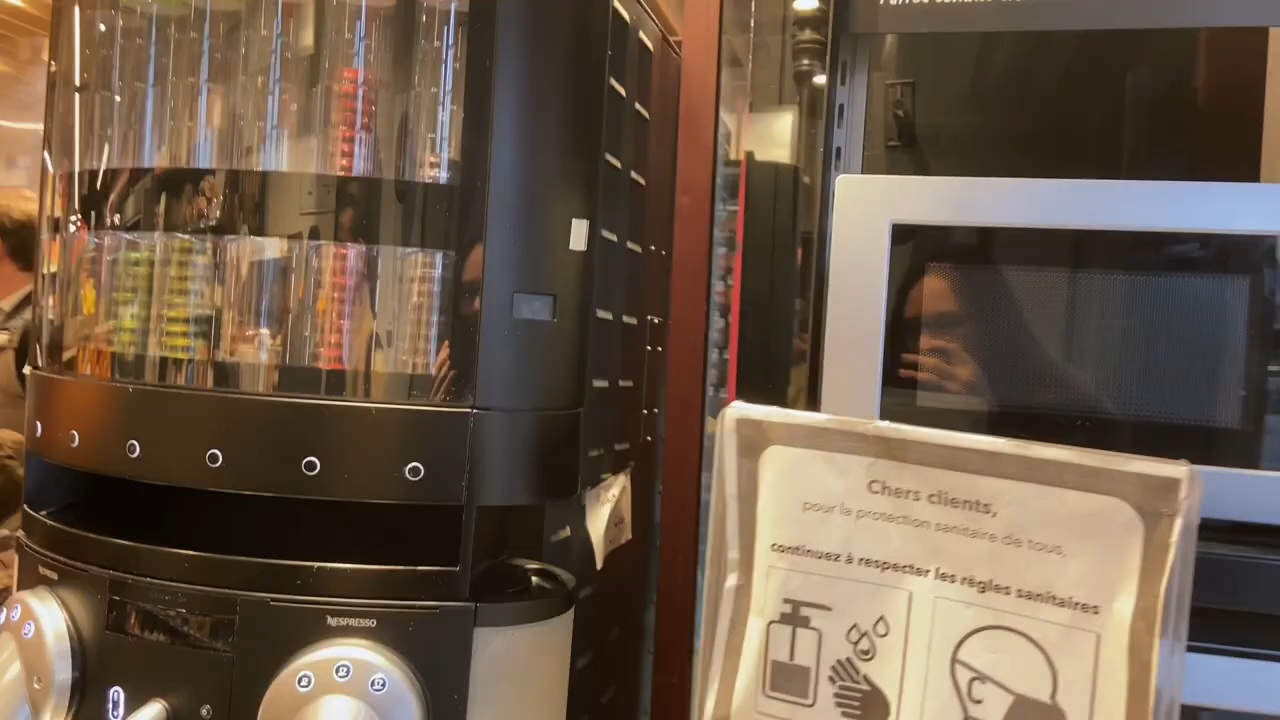 NESPRESSO
Chers clients,
pour la protection sanitaire de tous,
continuez à respecter les règles sanitaires